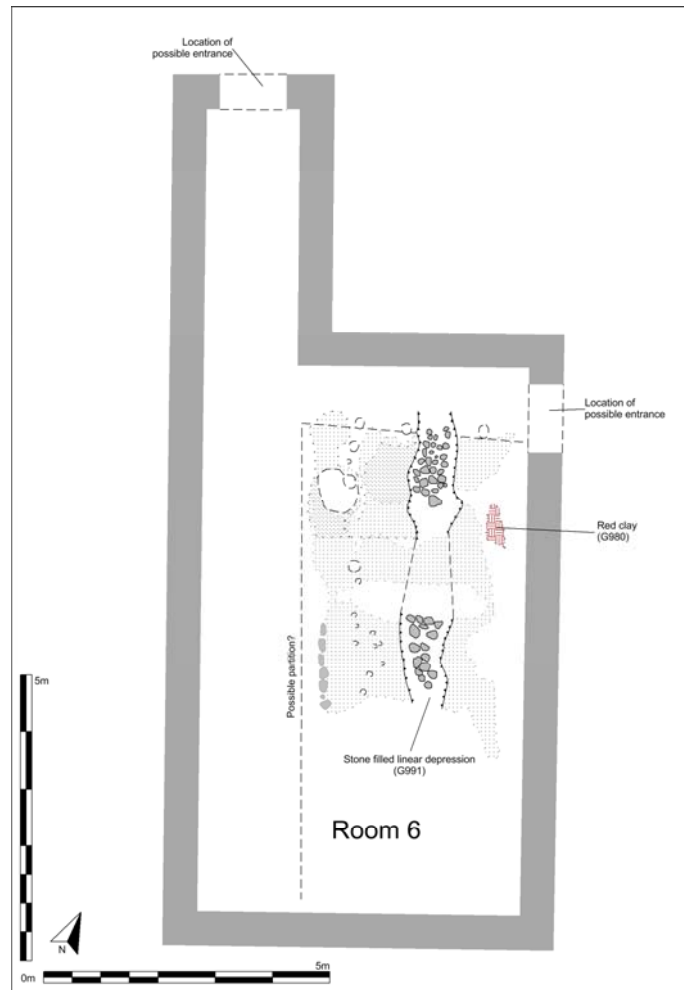 Location of
possible entrance
Location of
possible entrance
Red clay
(G980)
Possible partition?
5m
Stone filled linear depression
(G991)
Room 6
N
0m
5m